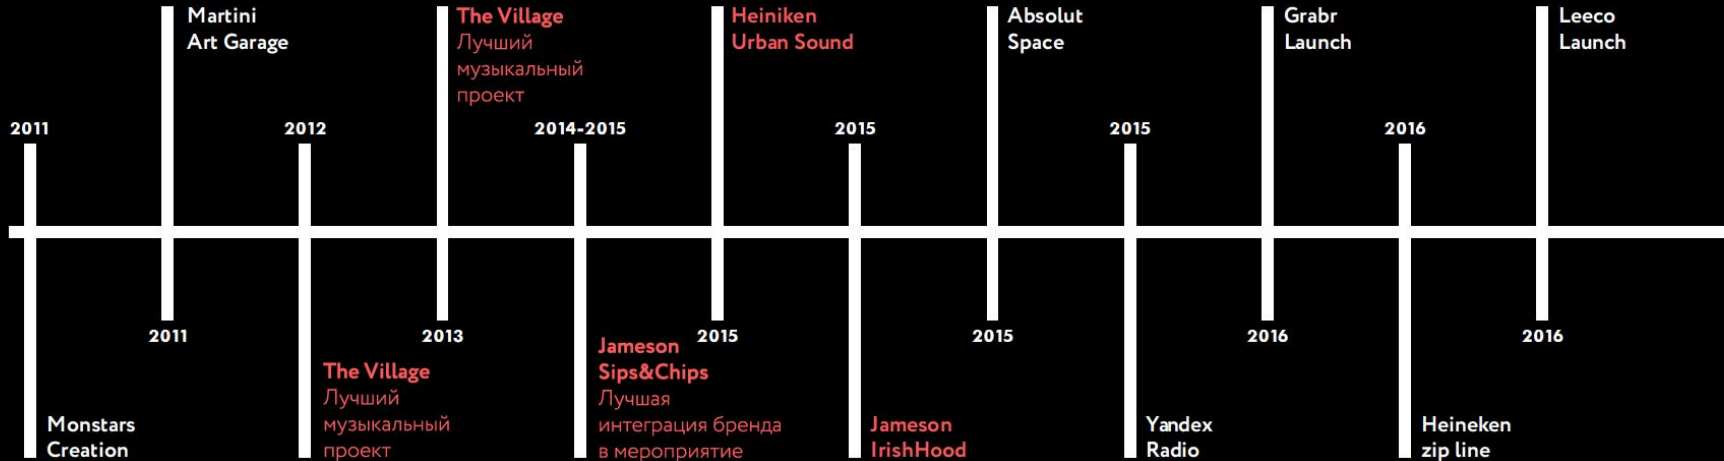 Martini
Art Garage
The Village
Лучший
музыкальный
проект
Heiniken
Urban Sound
Absolut
Space
Grabr
Launch
Leeco
Launch
2011
2012
2014-2015
2015
2015
2016
2011
2013
2015
2015
2016
2016
Monstars
Creation
The Village
Лучший
музыкальный
проект
Jameson
Sips&Chips
Лучшая
интеграция бренда
в мероприятие
Jameson
IrishHood
Yandex
Radio
Heineken
zip line